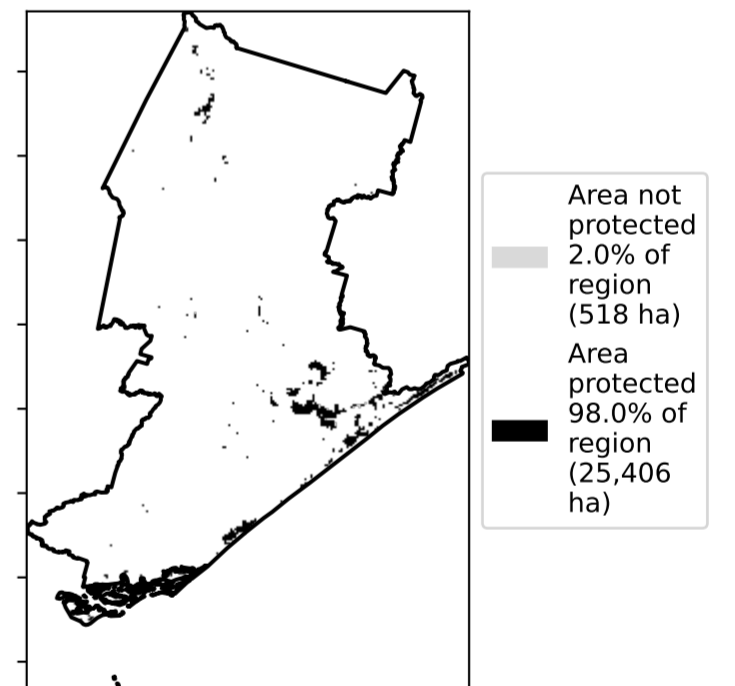 Area not
protected
2.0% of
region
(518 ha)
Area
protected
98.0% of
region
(25,406
ha)